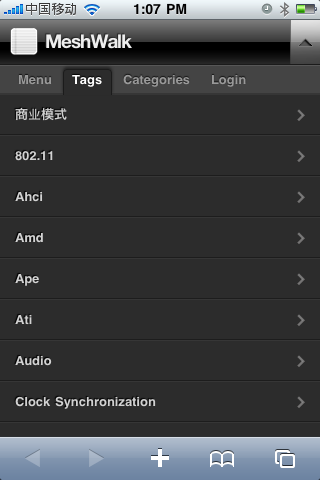 中国移动 1:07 PM
MeshWalk
Menu Tags Categories Login
商业模式
802.11
Ahci
Amd
Ape
Ati
Audio
Clock Synchronization